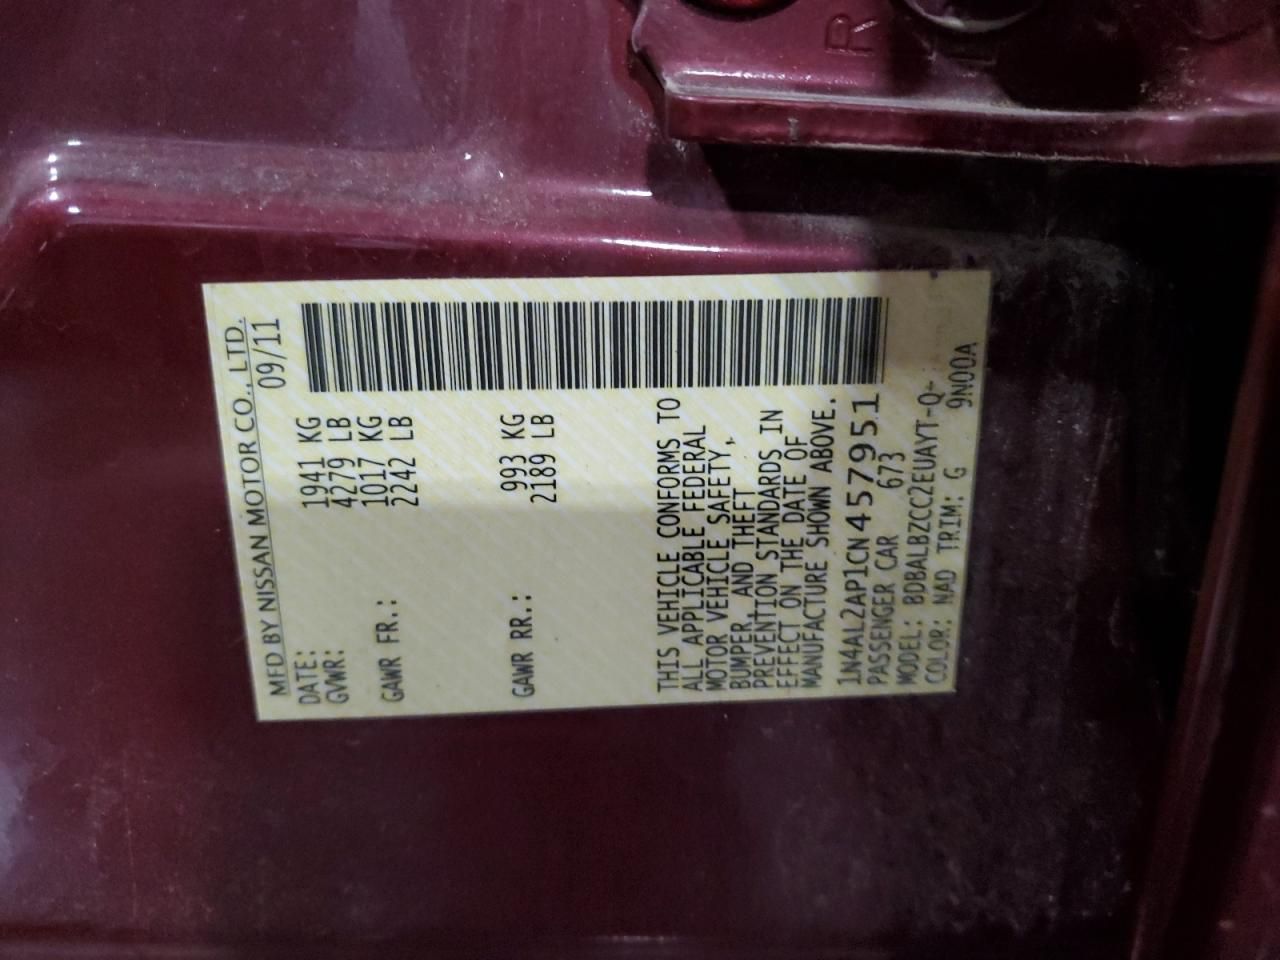 MFD BY NISSAN MOTOR CO., LTD.
DATE: 09/11
GVWR: 1941 KG
4279 LB
GAWR FR.: 1017 KG
2242 LB
GAWR RR.: 993 KG
2189 LB
THIS VEHICLE CONFORMS TO
ALL APPLICABLE FEDERAL
MOTOR VEHICLE SAFETY,
BUMPER, AND THEFT
PREVENTION STANDARDS IN
EFFECT ON THE DATE OF
MANUFACTURE SHOWN ABOVE.
1N4AL2AP1CN457951
PASSENGER CAR 673
MODEL: BDBALBZCC2EUAYT-Q-
COLOR: NAD TRIM: G 9N00A
R